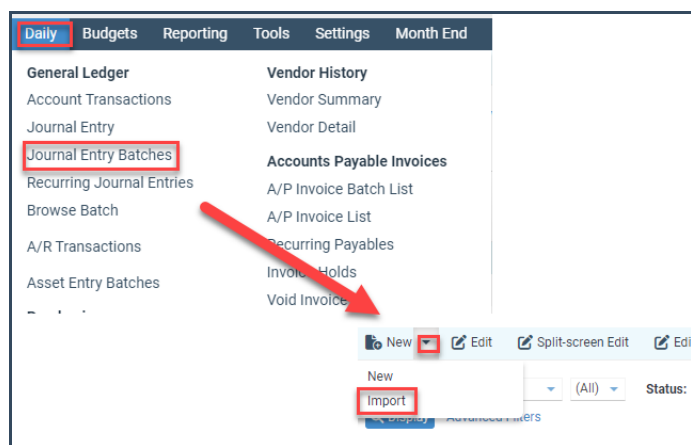 Daily Budgets Reporting Tools Settings Month End
General Ledger
Account Transactions
Journal Entry
Journal Entry Batches
Recurring Journal Entries
Browse Batch
A/R Transactions
Asset Entry Batches
Vendor History
Vendor Summary
Vendor Detail
Accounts Payable Invoices
A/P Invoice Batch List
A/P Invoice List
Recurring Payables
Invoice Holds
Void Invoice
New Edit Split-screen Edit Edi
New
Import
(All) Status:
Display Advanced Filters